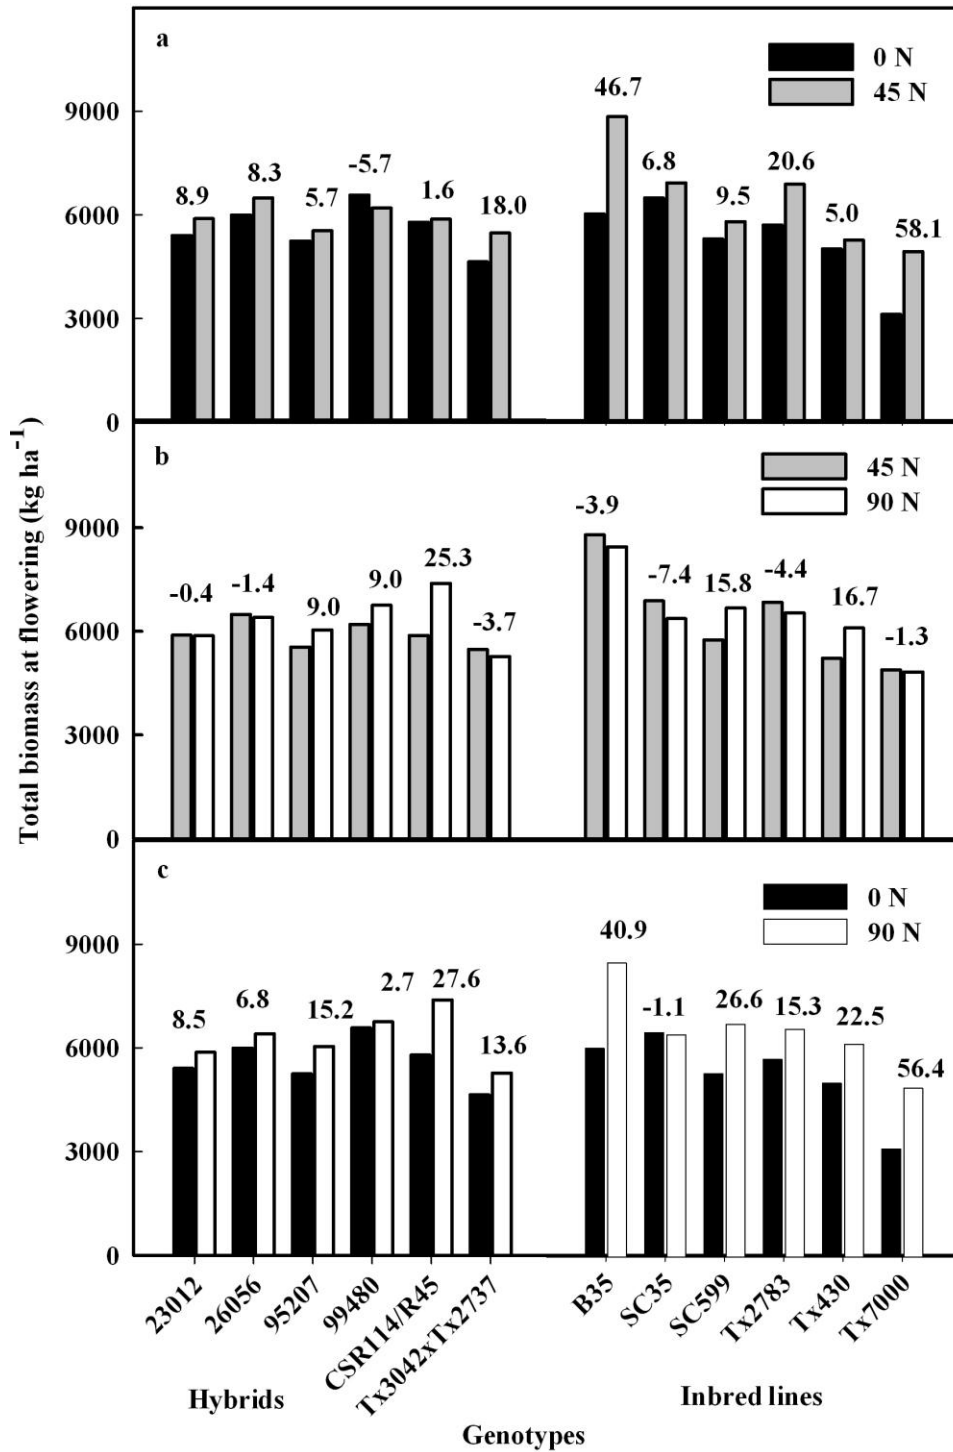 a
0 N
45 N
9000
6000
3000
0
8.9
8.3
5.7
-5.7
1.6
18.0
46.7
6.8
9.5
20.6
5.0
58.1
b
45 N
90 N
9000
6000
3000
0
-0.4
-1.4
9.0
9.0
25.3
-3.7
-3.9
-7.4
15.8
-4.4
16.7
-1.3
Total biomass at flowering (kg ha⁻¹)
c
0 N
90 N
9000
6000
3000
0
8.5
6.8
15.2
2.7
27.6
13.6
40.9
-1.1
26.6
15.3
22.5
56.4
23012
26056
95207
99480
CSR114/R45
Tx3042xTx2737
B35
SC35
SC599
Tx2783
Tx430
Tx7000
Hybrids
Inbred lines
Genotypes